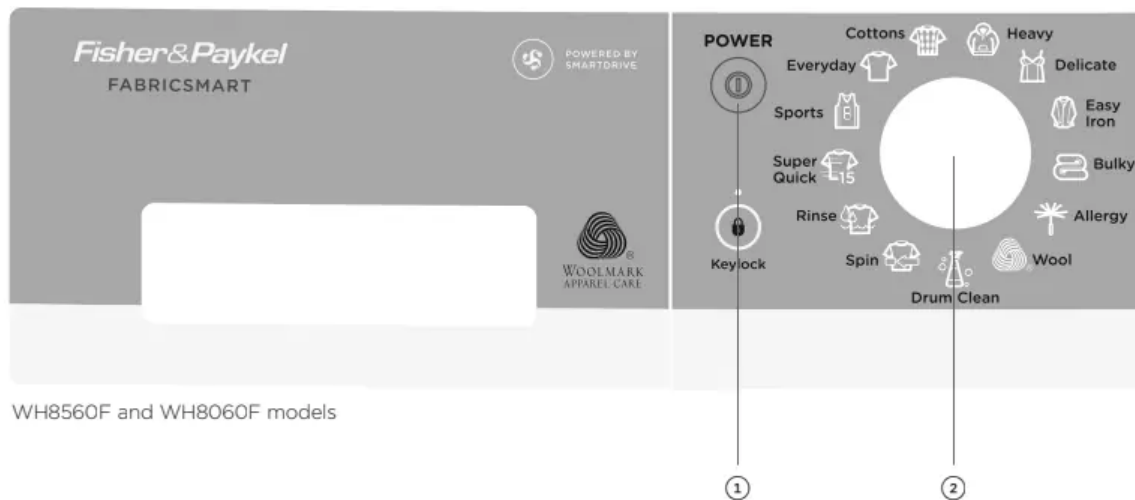 Fisher&Paykel
FABRICSMART
POWERED BY
SMARTDRIVE
WOOLMARK
®
APPAREL CARE
POWER
Keylock
Cottons
Heavy
Everyday
Delicate
Sports
Easy
Iron
Super
Quick
15
Bulky
Rinse
Allergy
Spin
Wool
®
Drum Clean
WH8560F and WH8060F models
1
2